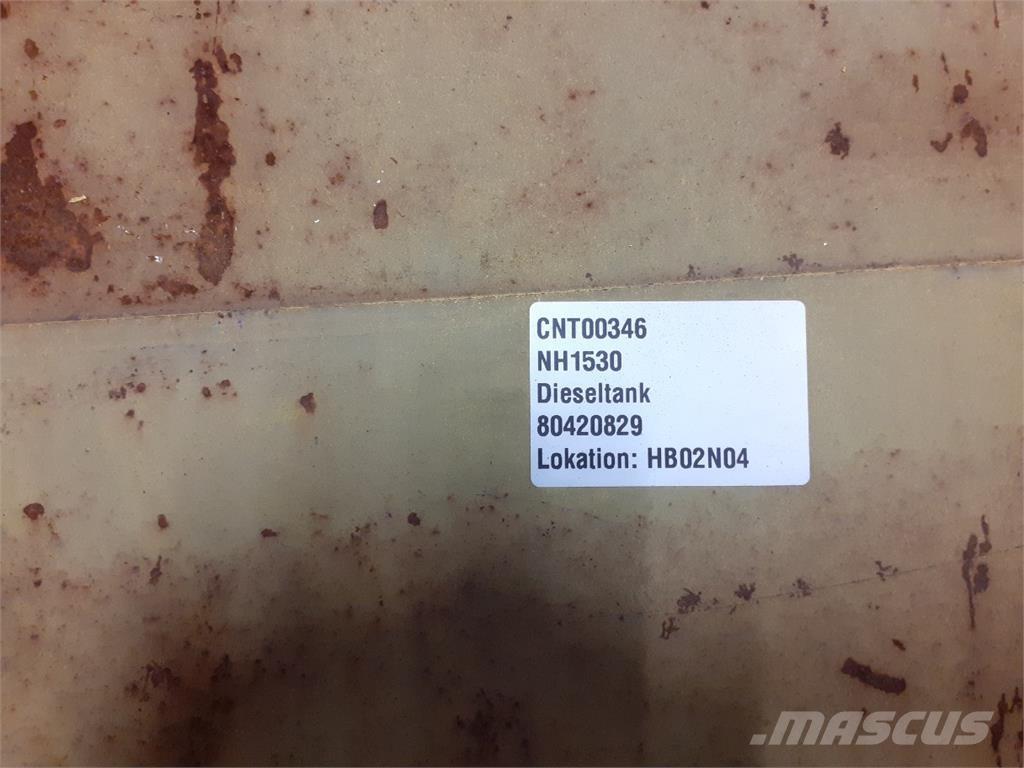 CNT00346
NH1530
Dieseltank
80420829
Lokation: HB02N04
MASCUS